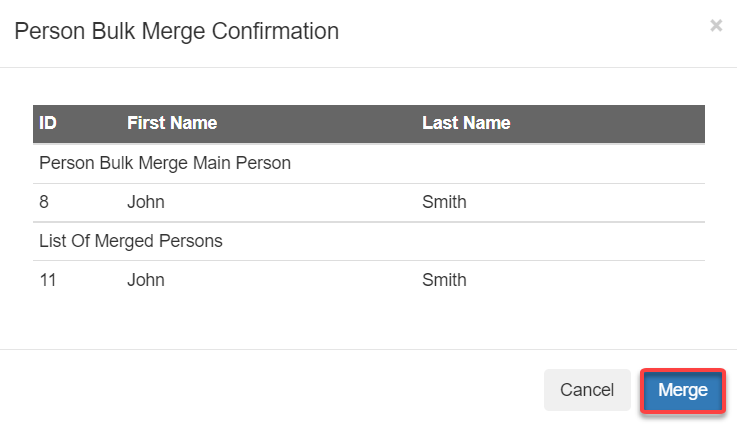 Person Bulk Merge Confirmation ×
ID First Name Last Name
Person Bulk Merge Main Person
8 John Smith
List Of Merged Persons
11 John Smith
Cancel Merge